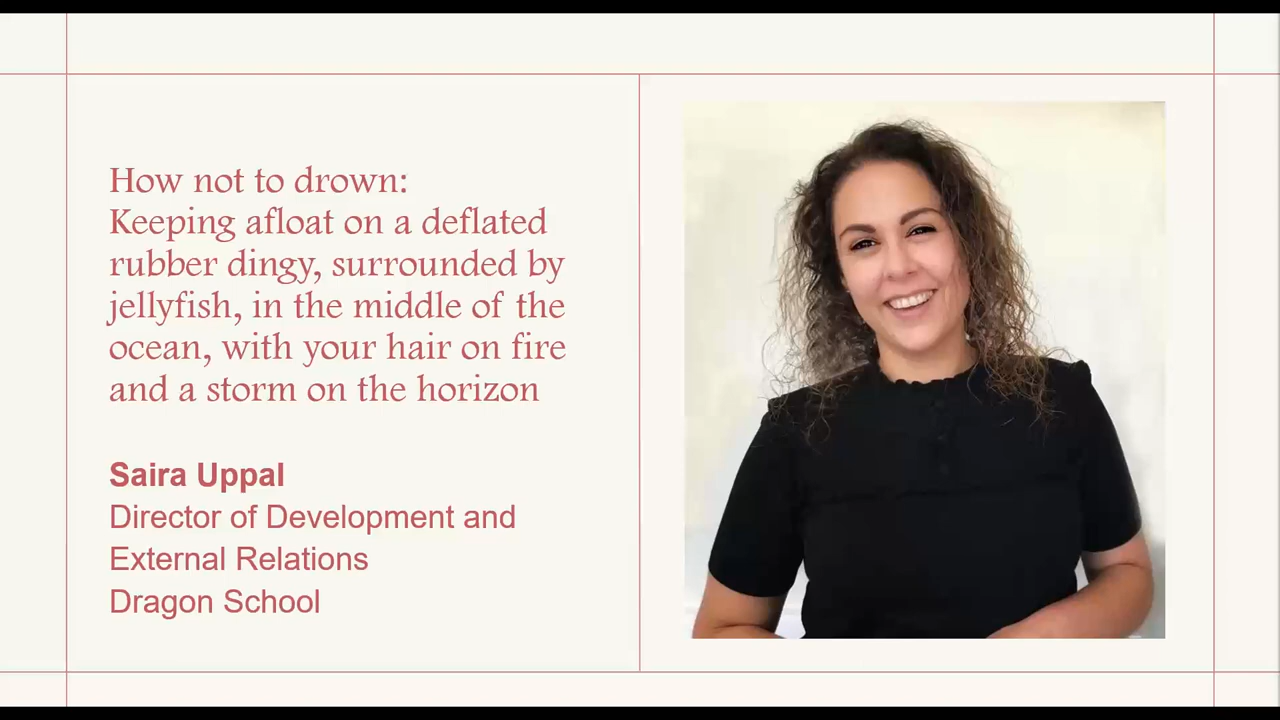 How not to drown:
Keeping afloat on a deflated
rubber dingy, surrounded by
jellyfish, in the middle of the
ocean, with your hair on fire
and a storm on the horizon
Saira Uppal
Director of Development and
External Relations
Dragon School